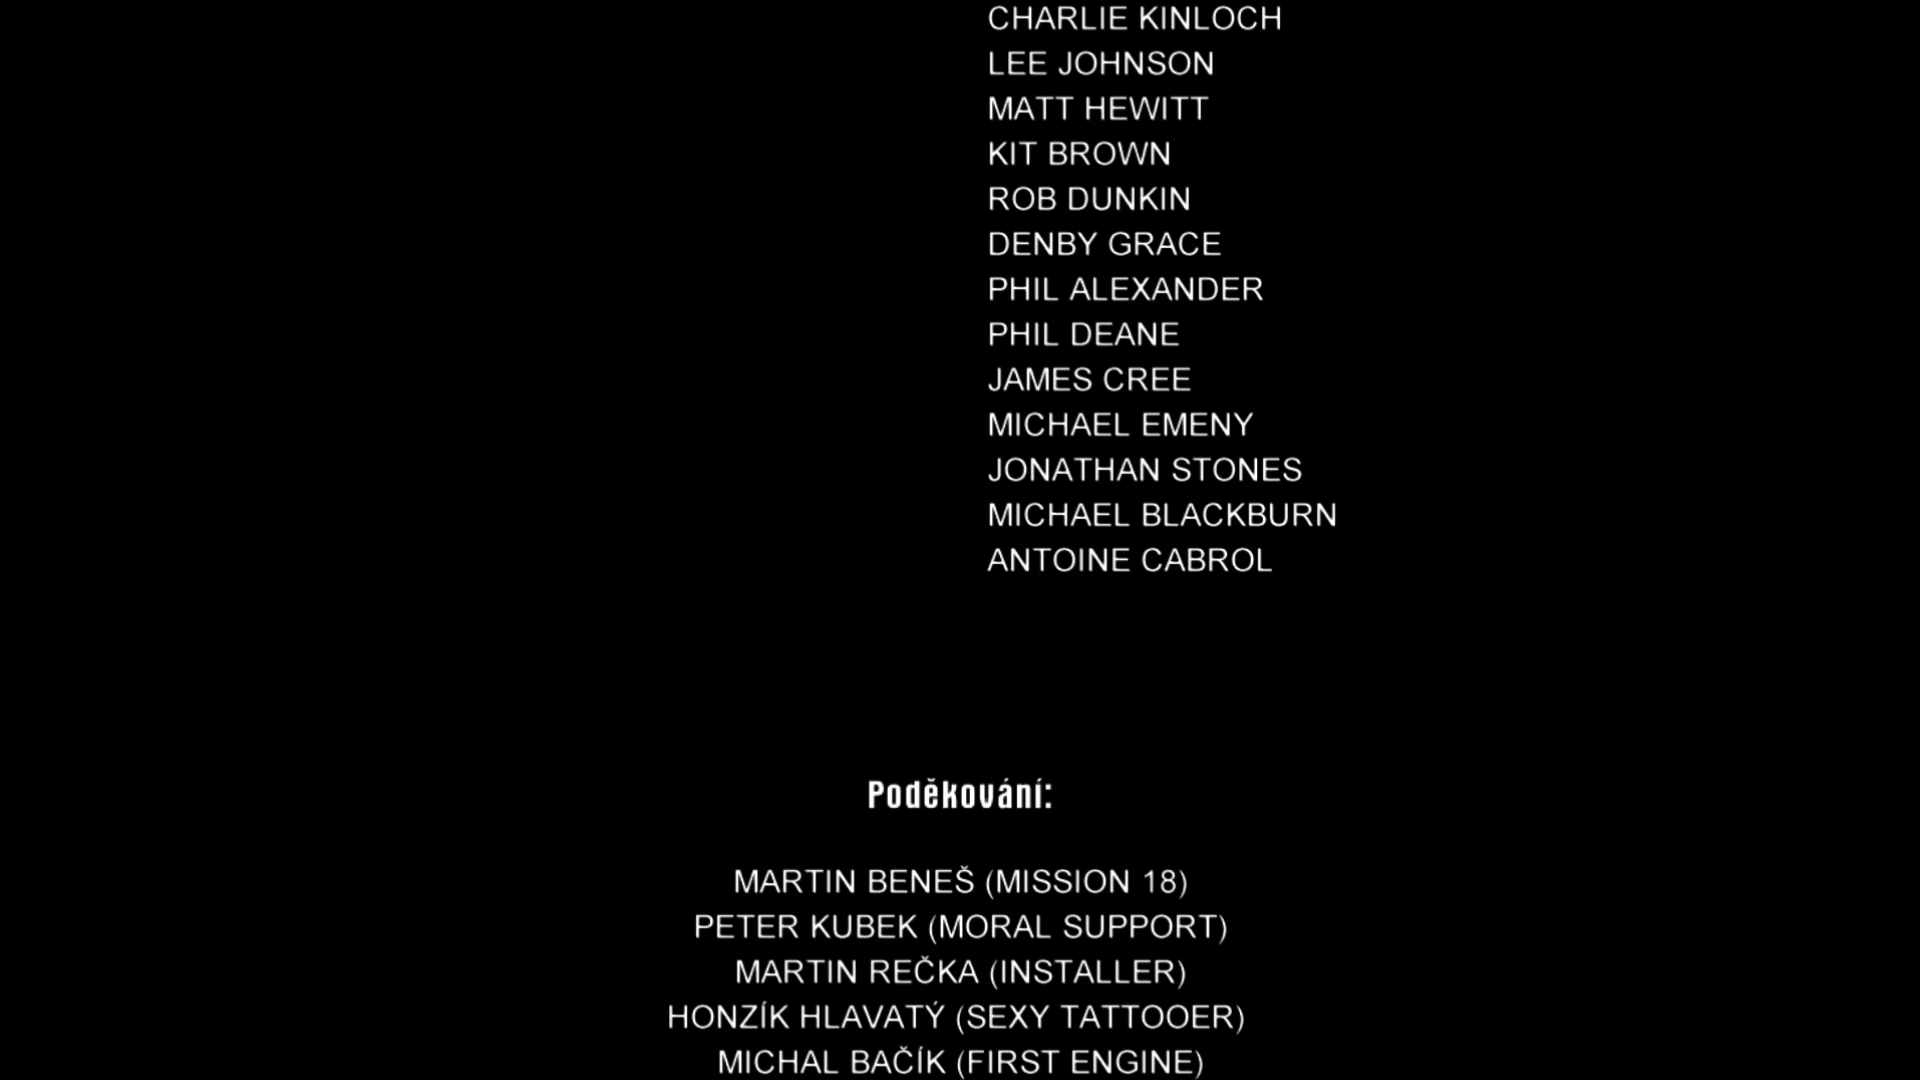 CHARLIE KINLOCH
LEE JOHNSON
MATT HEWITT
KIT BROWN
ROB DUNKIN
DENBY GRACE
PHIL ALEXANDER
PHIL DEANE
JAMES CREE
MICHAEL EMENY
JONATHAN STONES
MICHAEL BLACKBURN
ANTOINE CABROL
Poděkování:
MARTIN BENEŠ (MISSION 18)
PETER KUBEK (MORAL SUPPORT)
MARTIN REČKA (INSTALLER)
HONZÍK HLAVATÝ (SEXY TATTOOER)
MICHAL BAČÍK (FIRST ENGINE)